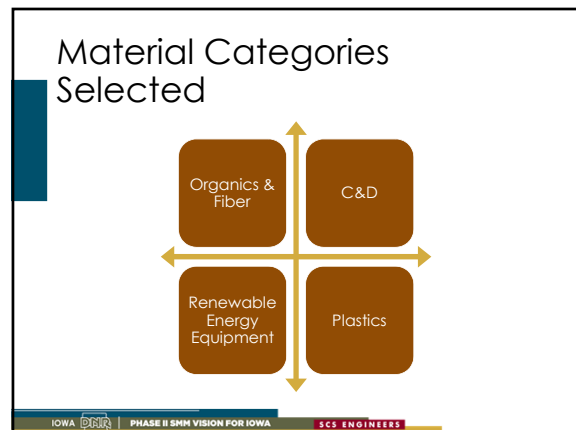 Material Categories
Selected
Organics &
Fiber
C&D
Renewable
Energy
Equipment
Plastics
IOWA DNR | PHASE II SMM VISION FOR IOWA SCS ENGINEERS